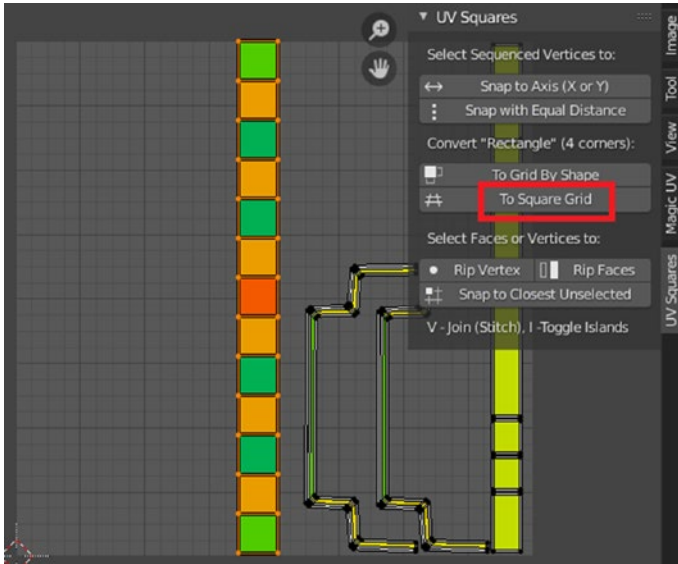 UV Squares
Select Sequenced Vertices to:
Snap to Axis (X or Y)
Snap with Equal Distance
Convert "Rectangle" (4 corners):
To Grid By Shape
To Square Grid
Select Faces or Vertices to:
Rip Vertex Rip Faces
Snap to Closest Unselected
V - Join (Stitch), I -Toggle Islands
Image
Tool
View
Magic UV
UV Squares